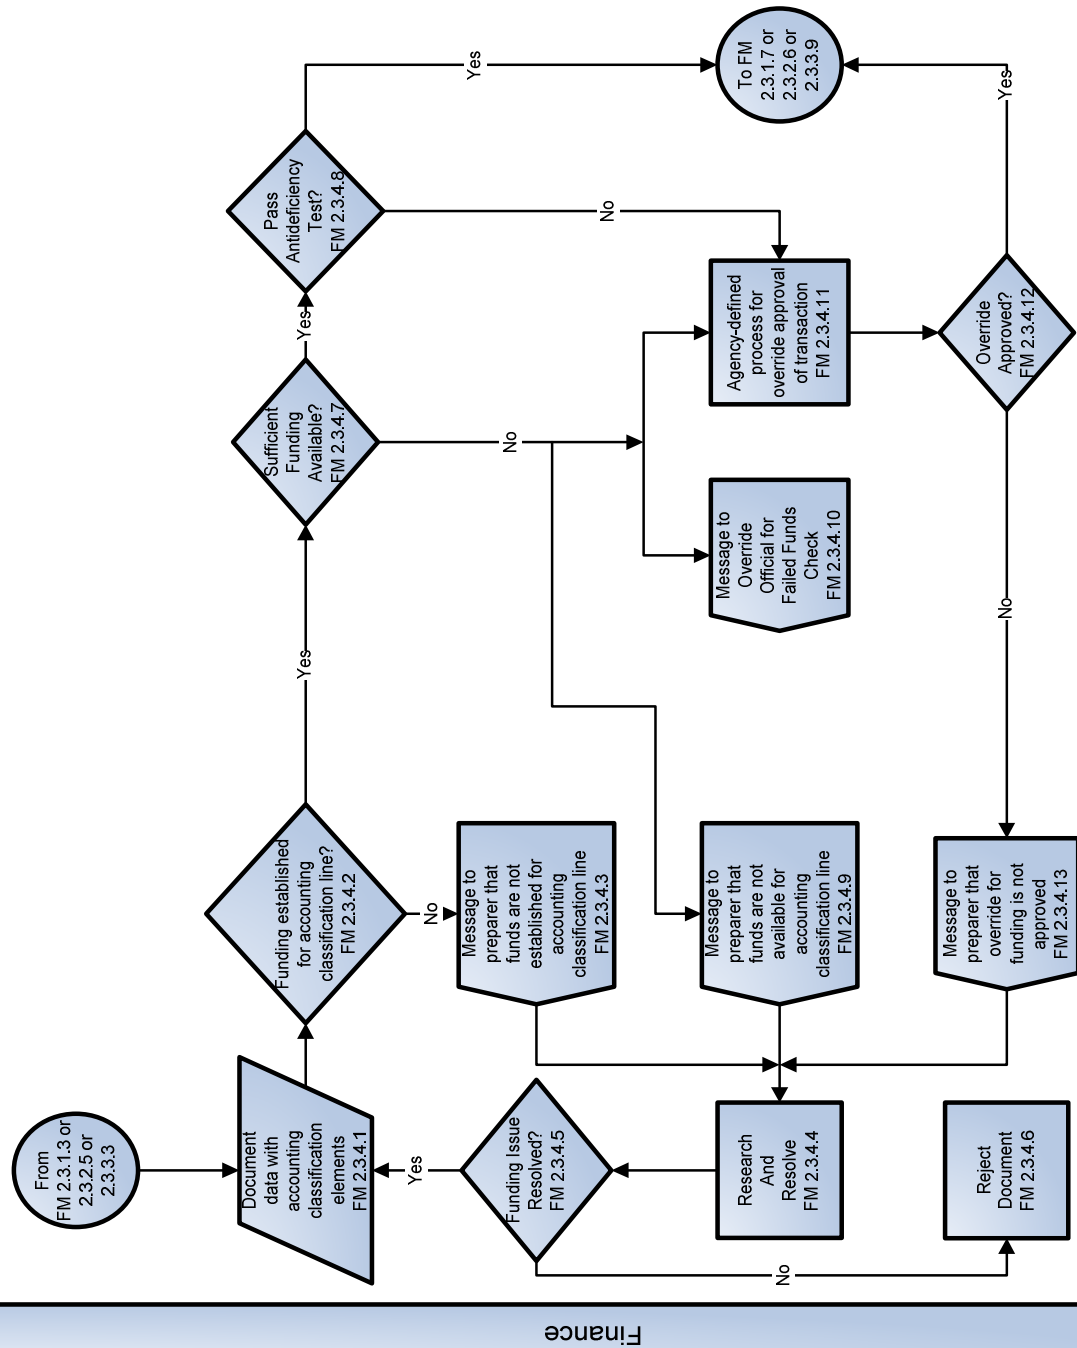 From
FM 2.3.1.3 or
2.3.2.5 or
2.3.3.3
Document
data with
accounting
classification
elements
FM 2.3.4.1
Funding established
for accounting
classification line?
FM 2.3.4.2
Yes
Sufficient
Funding
Available?
FM 2.3.4.7
Yes
Pass
Antideficiency
Test?
FM 2.3.4.8
Yes
To FM
2.3.1.7 or
2.3.2.6 or
2.3.3.9
No
Message to
preparer that
funds are not
established for
accounting
classification line
FM 2.3.4.3
No
No
Yes
Funding Issue
Resolved?
FM 2.3.4.5
Research
And
Resolve
FM 2.3.4.4
Message to
preparer that
funds are not
available for
accounting
classification line
FM 2.3.4.9
Message to
Override
Official for
Failed Funds
Check
FM 2.3.4.10
Agency-defined
process for
override approval
of transaction
FM 2.3.4.11
No
Reject
Document
FM 2.3.4.6
Message to
preparer that
override for
funding is not
approved
FM 2.3.4.13
No
Override
Approved?
FM 2.3.4.12
Yes
Finance